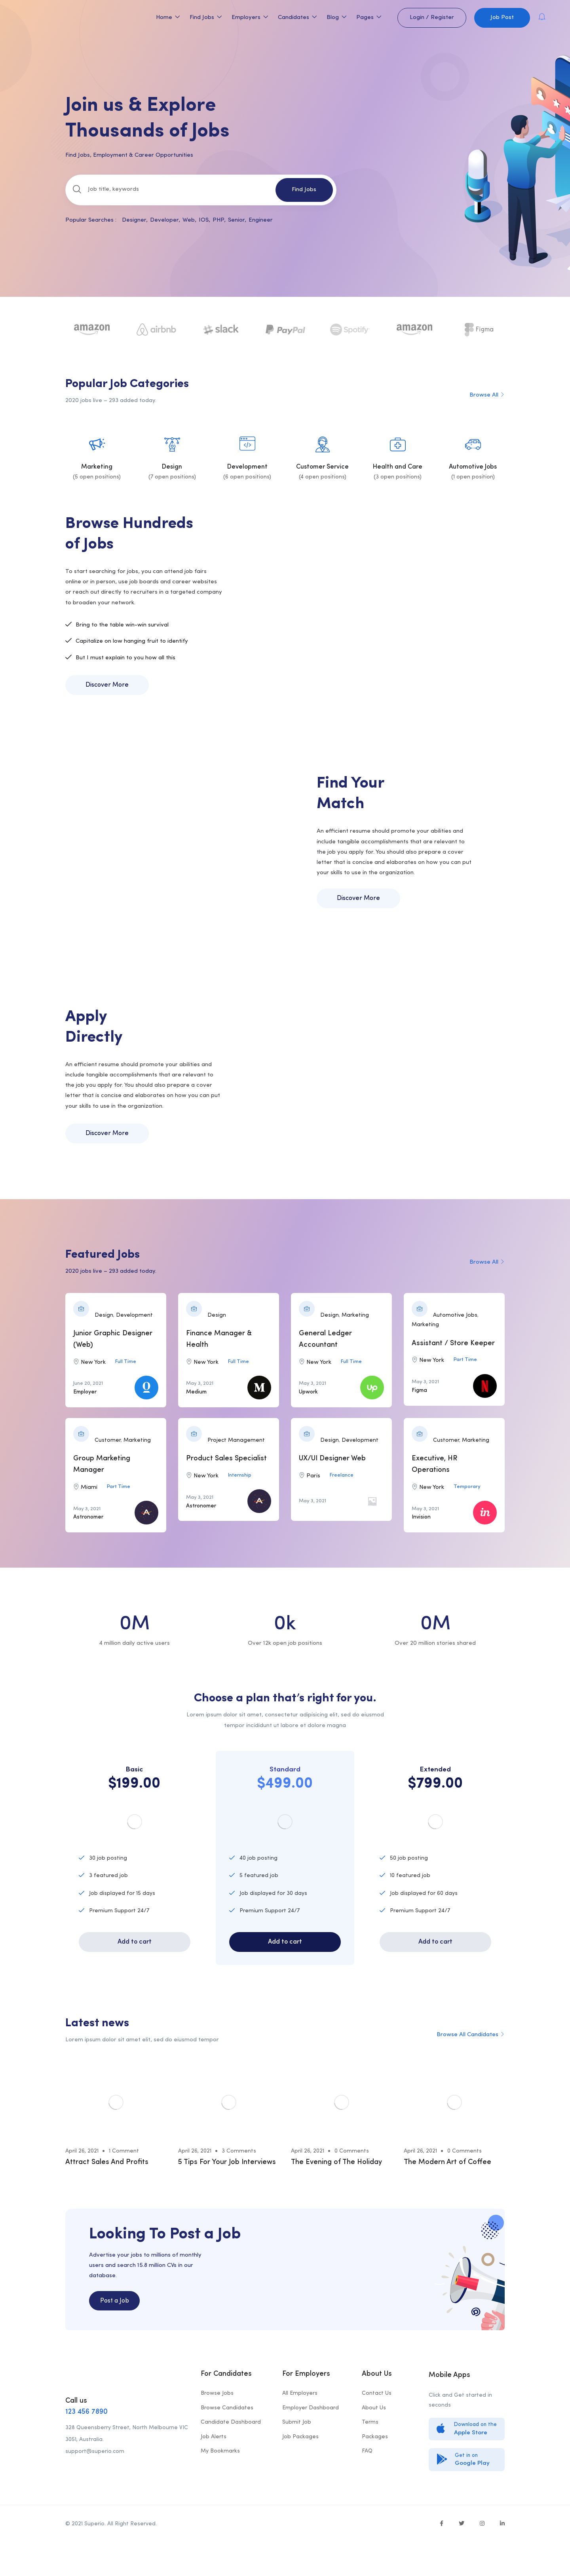 Home Find Jobs Employers Candidates Blog Pages Login / Register Job Post
Join us & Explore
Thousands of Jobs
Find Jobs, Employment & Career Opportunities
Job title, keywords
Find Jobs
Popular Searches : Designer, Developer, Web, IOS, PHP, Senior, Engineer
amazon airbnb slack PayPal Spotify amazon Figma
Popular Job Categories
2020 jobs live – 293 added today.
Browse All
Marketing
(5 open positions)
Design
(7 open positions)
Development
(6 open positions)
Customer Service
(4 open positions)
Health and Care
(3 open positions)
Automotive Jobs
(1 open position)
Browse Hundreds
of Jobs
To start searching for jobs, you can attend job fairs
online or in person, use job boards and career websites
or reach out directly to recruiters in a targeted company
to broaden your network.
Bring to the table win-win survival
Capitalize on low hanging fruit to identify
But I must explain to you how all this
Discover More
Find Your
Match
An efficient resume should promote your abilities and
include tangible accomplishments that are relevant to
the job you apply for. You should also prepare a cover
letter that is concise and elaborates on how you can put
your skills to use in the organization.
Discover More
Apply
Directly
An efficient resume should promote your abilities and
include tangible accomplishments that are relevant to
the job you apply for. You should also prepare a cover
letter that is concise and elaborates on how you can put
your skills to use in the organization.
Discover More
Featured Jobs
2020 jobs live – 293 added today.
Browse All
Design, Development
Junior Graphic Designer
(Web)
New York Full Time
June 20, 2021
Employer
Design
Finance Manager &
Health
New York Full Time
May 3, 2021
Medium
M
Design, Marketing
General Ledger
Accountant
New York Full Time
May 3, 2021
Upwork
Up
Automotive Jobs,
Marketing
Assistant / Store Keeper
New York Part Time
May 3, 2021
Figma
N
Customer, Marketing
Group Marketing
Manager
Miami Part Time
May 3, 2021
Astronomer
Project Management
Product Sales Specialist
New York Internship
May 3, 2021
Astronomer
Design, Development
UX/UI Designer Web
Paris Freelance
May 3, 2021
Customer, Marketing
Executive, HR
Operations
New York Temporary
May 3, 2021
Invision
in
0M
4 million daily active users
0k
Over 12k open job positions
0M
Over 20 million stories shared
Choose a plan that's right for you.
Lorem ipsum dolor sit amet, consectetur adipisicing elit, sed do eiusmod
tempor incididunt ut labore et dolore magna
Basic
$199.00
30 job posting
3 featured job
Job displayed for 15 days
Premium Support 24/7
Add to cart
Standard
$499.00
40 job posting
5 featured job
Job displayed for 30 days
Premium Support 24/7
Add to cart
Extended
$799.00
50 job posting
10 featured job
Job displayed for 60 days
Premium Support 24/7
Add to cart
Latest news
Lorem ipsum dolor sit amet elit, sed do eiusmod tempor
Browse All Candidates
April 26, 2021 • 1 Comment
Attract Sales And Profits
April 26, 2021 • 3 Comments
5 Tips For Your Job Interviews
April 26, 2021 • 0 Comments
The Evening of The Holiday
April 26, 2021 • 0 Comments
The Modern Art of Coffee
Looking To Post a Job
Advertise your jobs to millions of monthly
users and search 15.8 million CVs in our
database.
Post a Job
Call us
123 456 7890
328 Queensberry Street, North Melbourne VIC
3051, Australia.
support@superio.com
For Candidates
Browse Jobs
Browse Candidates
Candidate Dashboard
Job Alerts
My Bookmarks
For Employers
All Employers
Employer Dashboard
Submit Job
Job Packages
About Us
Contact Us
About Us
Terms
Packages
FAQ
Mobile Apps
Click and Get started in
seconds
Download on the
Apple Store
Get in on
Google Play
© 2021 Superio. All Right Reserved.